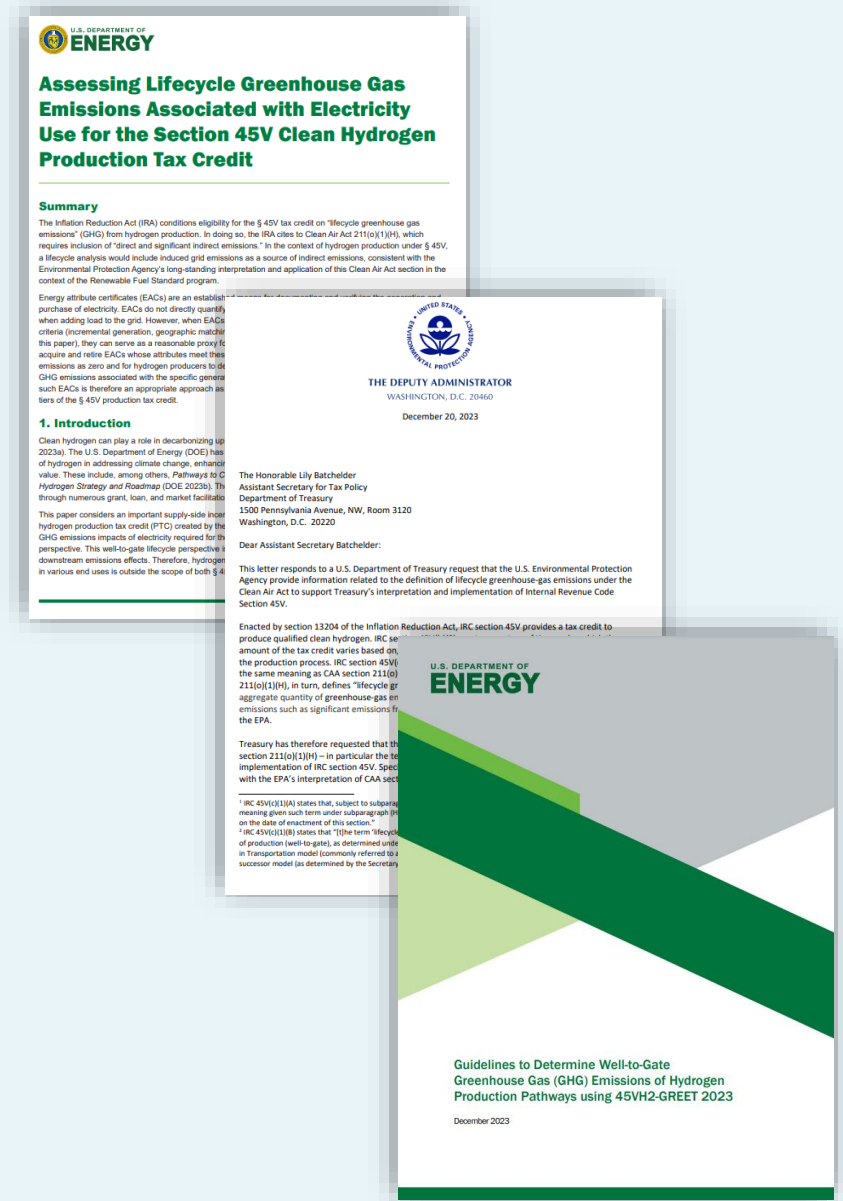 U.S. DEPARTMENT OF
ENERGY
Assessing Lifecycle Greenhouse Gas
Emissions Associated with Electricity
Use for the Section 45V Clean Hydrogen
Production Tax Credit
Summary
The Inflation Reduction Act (IRA) conditions eligibility for the § 45V tax credit on “lifecycle greenhouse gas
emissions” (GHG) from hydrogen production. In doing so, the IRA cites to Clean Air Act 211(o)(1)(H), which
requires inclusion of “direct and significant indirect emissions.” In the context of hydrogen production under § 45V,
a lifecycle analysis would include induced grid emissions as a source of indirect emissions, consistent with the
Environmental Protection Agency’s long-standing interpretation and application of this Clean Air Act section in the
context of the Renewable Fuel Standard program.
Energy attribute certificates (EACs) are an established means for documenting and verifying the generation and
purchase of electricity. EACs do not directly quantify
when adding load to the grid. However, when EACs
criteria (incremental generation, geographic matching
this paper), they can serve as a reasonable proxy fo
acquire and retire EACs whose attributes meet thes
emissions as zero and for hydrogen producers to de
GHG emissions associated with the specific genera
such EACs is therefore an appropriate approach as
tiers of the § 45V production tax credit.
1. Introduction
Clean hydrogen can play a role in decarbonizing up
2023a). The U.S. Department of Energy (DOE) has
of hydrogen in addressing climate change, enhancin
value. These include, among others, Pathways to C
Hydrogen Strategy and Roadmap (DOE 2023b). Th
through numerous grant, loan, and market facilitatio
This paper considers an important supply-side incen
hydrogen production tax credit (PTC) created by the
GHG emissions impacts of electricity required for th
perspective. This well-to-gate lifecycle perspective i
downstream emissions effects. Therefore, hydrogen
in various end uses is outside the scope of both § 4
UNITED STATES
ENVIRONMENTAL PROTECTION AGENCY
THE DEPUTY ADMINISTRATOR
WASHINGTON, D.C. 20460
December 20, 2023
The Honorable Lily Batchelder
Assistant Secretary for Tax Policy
Department of Treasury
1500 Pennsylvania Avenue, NW, Room 3120
Washington, D.C. 20220
Dear Assistant Secretary Batchelder:
This letter responds to a U.S. Department of Treasury request that the U.S. Environmental Protection
Agency provide information related to the definition of lifecycle greenhouse-gas emissions under the
Clean Air Act to support Treasury’s interpretation and implementation of Internal Revenue Code
Section 45V.
Enacted by section 13204 of the Inflation Reduction Act, IRC section 45V provides a tax credit to
produce qualified clean hydrogen. IRC se
amount of the tax credit varies based on,
the production process. IRC section 45V(
the same meaning as CAA section 211(o)
211(o)(1)(H), in turn, defines “lifecycle gr
aggregate quantity of greenhouse-gas em
emissions such as significant emissions fr
the EPA.
Treasury has therefore requested that th
section 211(o)(1)(H) – in particular the te
implementation of IRC section 45V. Spec
with the EPA’s interpretation of CAA sect
1 IRC 45V(c)(1)(A) states that, subject to subparag
meaning given such term under subparagraph (H
on the date of enactment of this section.”
2 IRC 45V(c)(1)(B) states that “[t]he term ‘lifecycle
of production (well-to-gate), as determined unde
in Transportation model (commonly referred to a
successor model (as determined by the Secretary
U.S. DEPARTMENT OF
ENERGY
Guidelines to Determine Well-to-Gate
Greenhouse Gas (GHG) Emissions of Hydrogen
Production Pathways using 45VH2-GREET 2023
December 2023